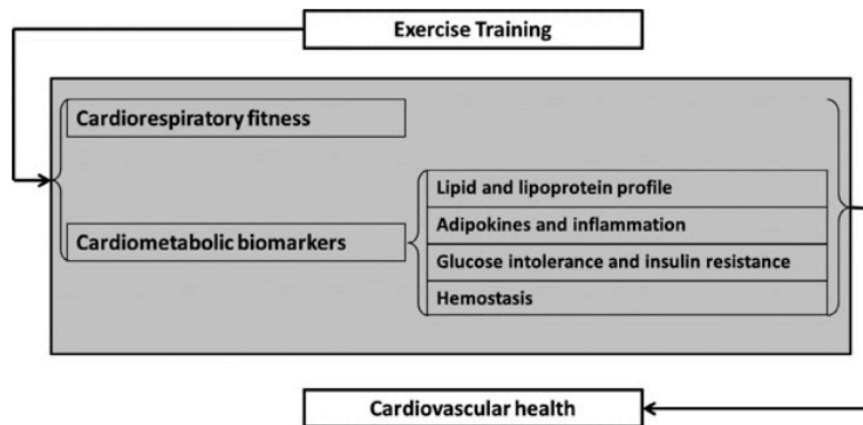 Exercise Training
Cardiorespiratory fitness
Cardiometabolic biomarkers
Lipid and lipoprotein profile
Adipokines and inflammation
Glucose intolerance and insulin resistance
Hemostasis
Cardiovascular health